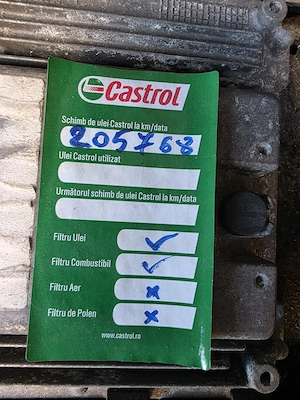 Castrol
Schimb de ulei Castrol la km/data
205768
Ulei Castrol utilizat
Următorul schimb de ulei Castrol la km/data
Filtru Ulei ✓
Filtru Combustibil ✓
Filtru Aer x
Filtru de Polen x
www.castrol.ro